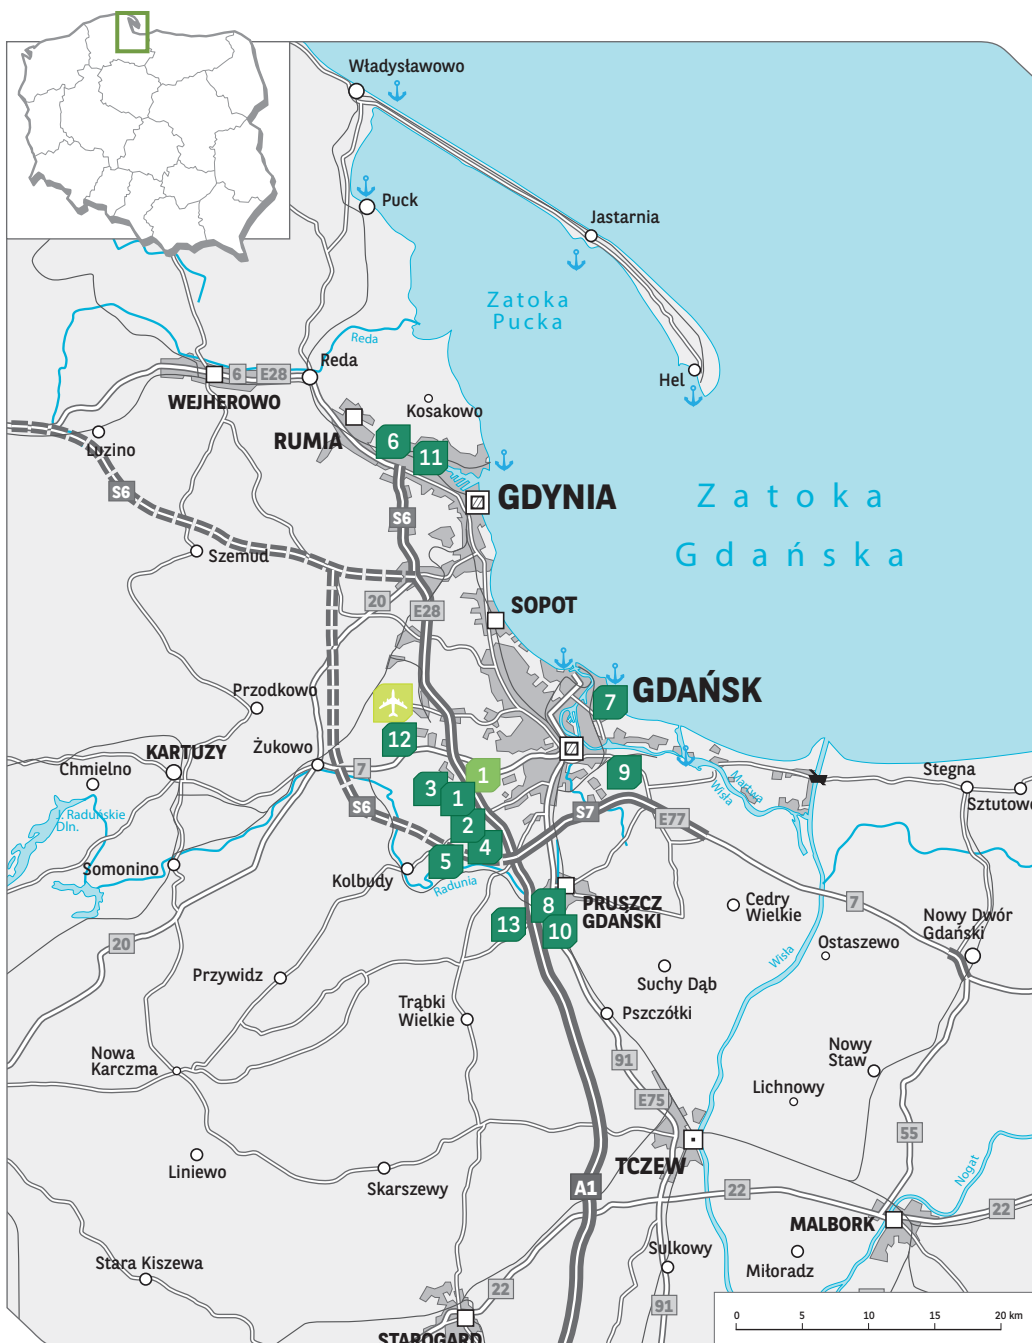 Władysławowo
Puck
Jastarnia
Zatoka
Pucka
Reda
Reda
Hel
6
E28
WEJHEROWO
Kosakowo
RUMIA
6
11
Luzino
S6
GDYNIA
Zatoka
Gdańska
S6
Szemud
20
E28
SOPOT
Przodkowo
GDAŃSK
7
12
Żukowo
KARTUZY
Chmielno
7
1
9
Stegna
Sztutowo
3
1
Martwa
Wisła
J. Raduńskie
Dln.
S6
2
S7
E77
4
5
Somonino
Kolbudy
Radunia
8
PRUSZCZ
GDAŃSKI
Cedry
Wielkie
7
13
10
Nowy Dwór
Gdański
20
Ostaszewo
Wisła
Przywidz
Suchy Dąb
Trąbki
Wielkie
Pszczółki
Nowa
Karczma
91
Nowy
Staw
Lichnowy
E75
55
Liniewo
TCZEW
Nogat
Skarszewy
A1
22
22
MALBORK
Sulkowy
Miłoradz
Stara Kiszewa
22
91
STAROGARD
0 5 10 15 20 km